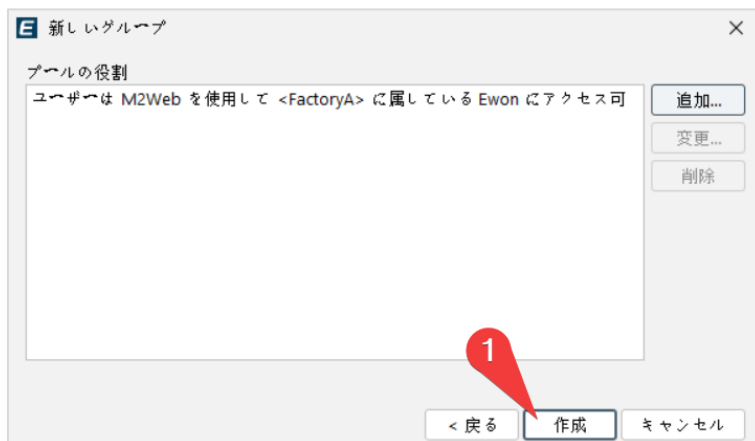 E 新しいグループ
プールの役割
ユーザーは M2Web を使用して <FactoryA> に属している Ewon にアクセス可
追加...
変更...
削除
1
< 戻る
作成
キャンセル